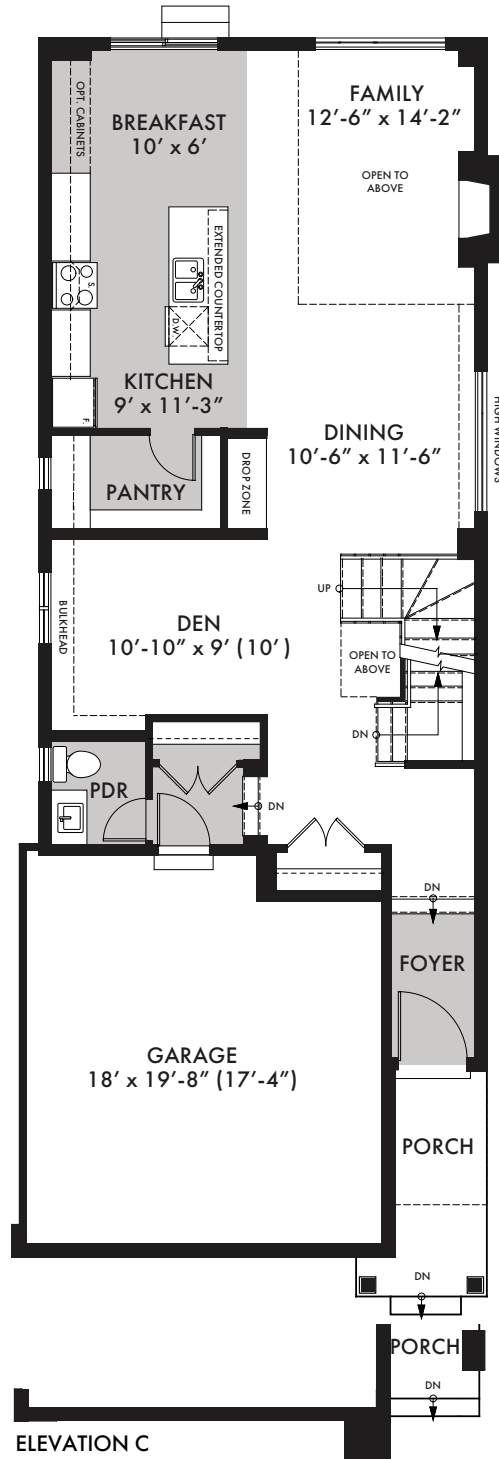 OPT. CABINETS
BREAKFAST
10' x 6'
FAMILY
12'-6" x 14'-2"
OPEN TO
ABOVE
EXTENDED COUNTERTOP
S.
D.W.
KITCHEN
9' x 11'-3"
F.
HIGH WINDOWS
DINING
10'-6" x 11'-6"
PANTRY
DROP ZONE
UP
BULKHEAD
DEN
10'-10" x 9' (10')
OPEN TO
ABOVE
DN
PDR
DN
DN
FOYER
GARAGE
18' x 19'-8" (17'-4")
PORCH
DN
PORCH
DN
ELEVATION C